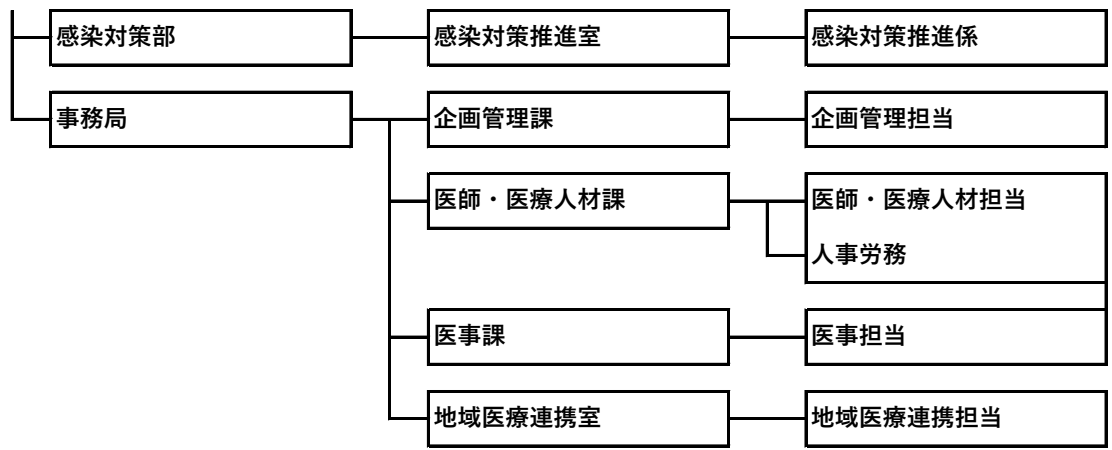 感染対策部
感染対策推進室
感染対策推進係
事務局
企画管理課
企画管理担当
医師・医療人材課
医師・医療人材担当
人事労務
医事課
医事担当
地域医療連携室
地域医療連携担当